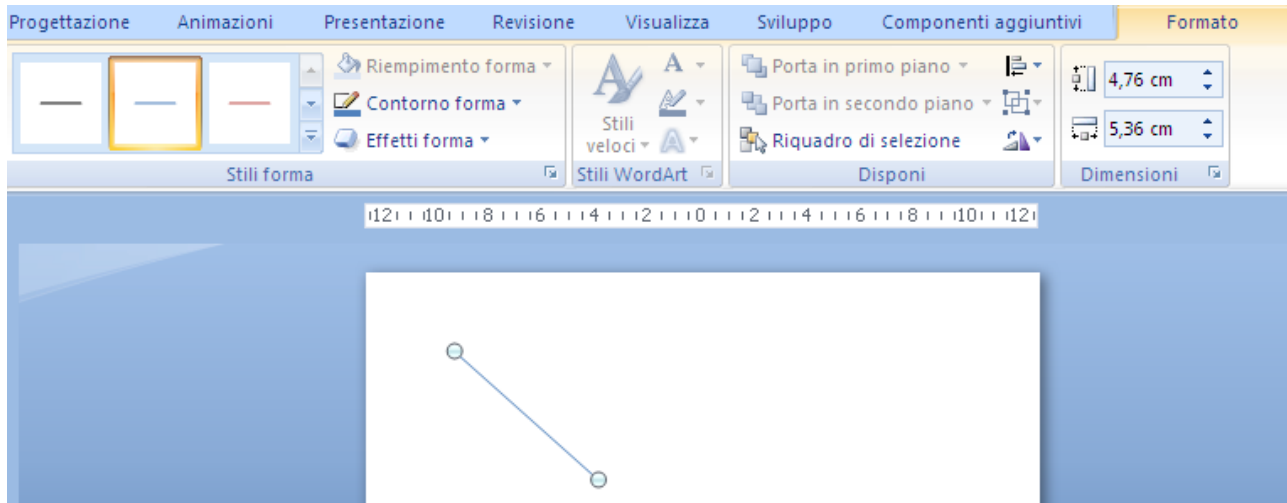 Progettazione Animazioni Presentazione Revisione Visualizza Sviluppo Componenti aggiuntivi Formato
Riempimento forma
Contorno forma
Effetti forma
Stili forma
Stili
veloci
Stili WordArt
Porta in primo piano
Porta in secondo piano
Riquadro di selezione
Disponi
4,76 cm
5,36 cm
Dimensioni
12 10 8 6 4 2 0 2 4 6 8 10 12